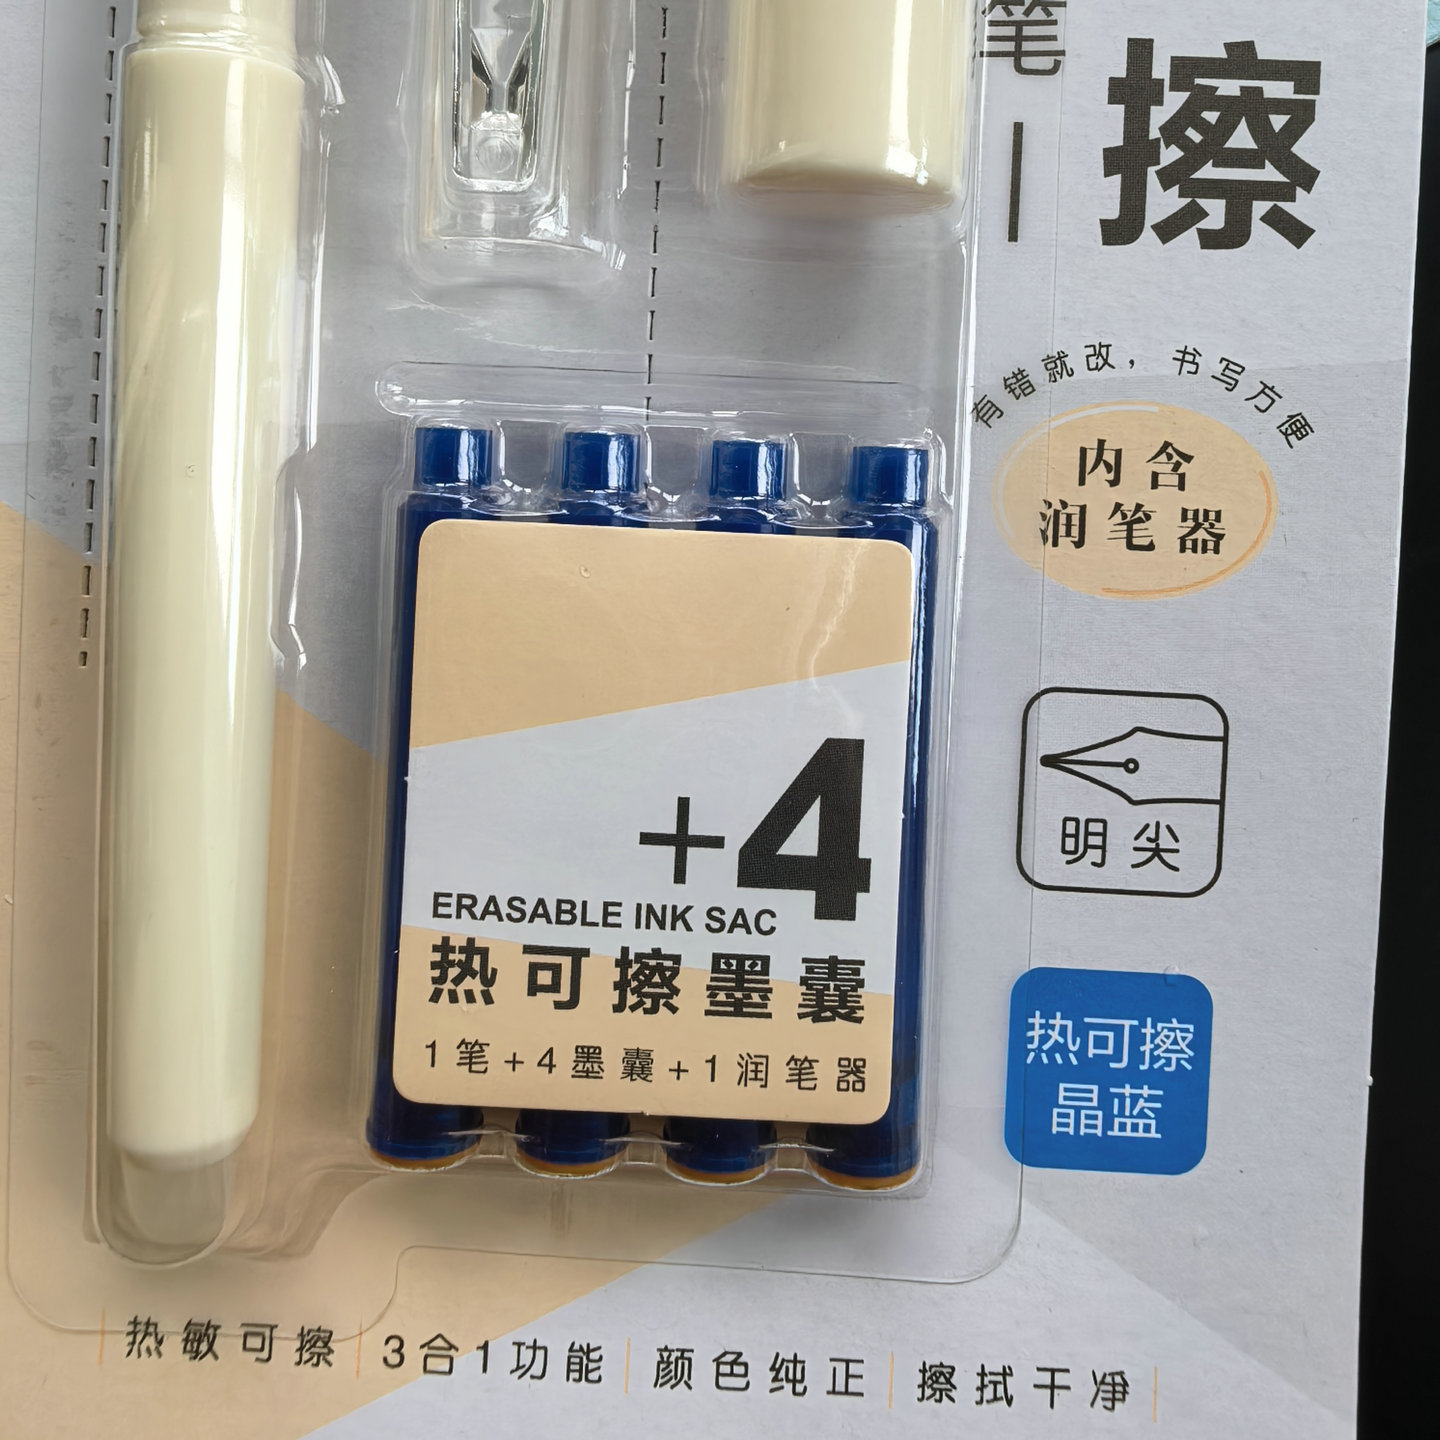 笔
擦
有错就改，书写方便
内含
润笔器
明尖
+4
ERASABLE INK SAC
热可擦墨囊
1笔+4墨囊+1润笔器
热可擦
晶蓝
热敏可擦 | 3合1功能 | 颜色纯正 | 擦拭干净